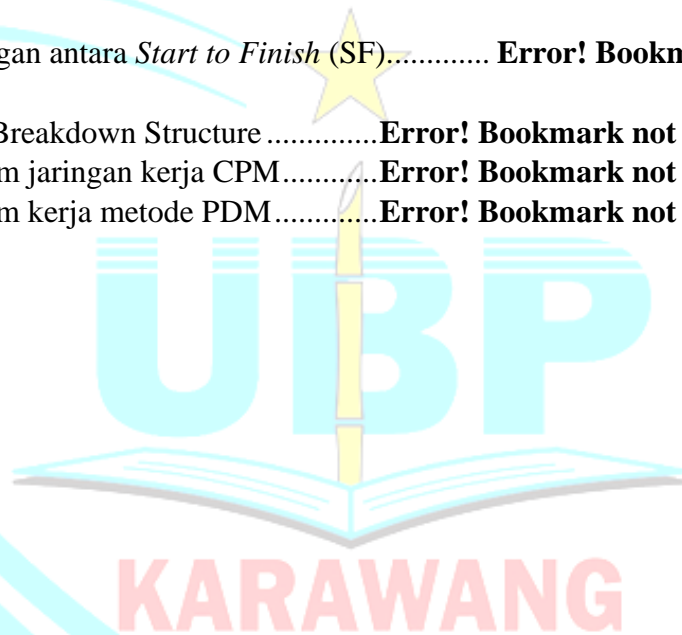 gan antara Start to Finish (SF)............. Error! Bookm
Breakdown Structure ..............Error! Bookmark not
m jaringan kerja CPM............Error! Bookmark not
m kerja metode PDM.............Error! Bookmark not
UBP
KARAWANG